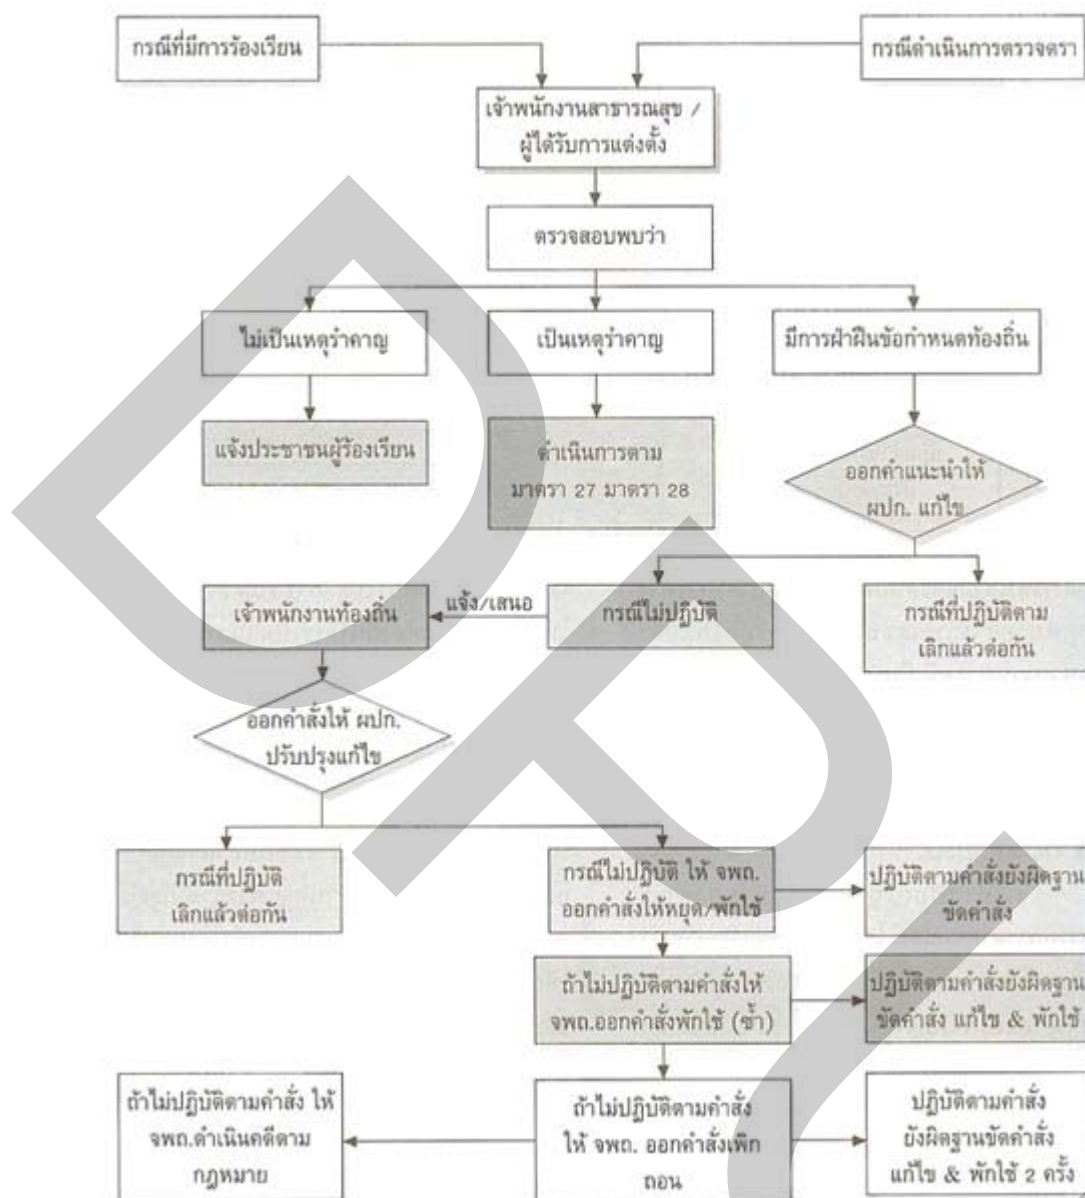 กรณีที่มีการร้องเรียน
กรณีดำเนินการตรวจตรา
เจ้าพนักงานสาธารณสุข /
ผู้ได้รับการแต่งตั้ง
ตรวจสอบพบว่า
ไม่เป็นเหตุรำคาญ
เป็นเหตุรำคาญ
มีการฝ่าฝืนข้อกำหนดท้องถิ่น
แจ้งประชาชนผู้ร้องเรียน
ดำเนินการตาม
มาตรา 27 มาตรา 28
ออกคำแนะนำให้
ผปก. แก้ไข
เจ้าพนักงานท้องถิ่น
แจ้ง/เสนอ
กรณีไม่ปฏิบัติ
กรณีที่ปฏิบัติตาม
เลิกแล้วต่อกัน
ออกคำสั่งให้ ผปก.
ปรับปรุงแก้ไข
กรณีที่ปฏิบัติ
เลิกแล้วต่อกัน
กรณีไม่ปฏิบัติ ให้ จพถ.
ออกคำสั่งให้หยุด/พักใช้
ปฏิบัติตามคำสั่งยังผิดฐาน
ขัดคำสั่ง
ถ้าไม่ปฏิบัติตามคำสั่งให้
จพถ.ออกคำสั่งพักใช้ (ซ้ำ)
ปฏิบัติตามคำสั่งยังผิดฐาน
ขัดคำสั่ง แก้ไข & พักใช้
ถ้าไม่ปฏิบัติตามคำสั่ง ให้
จพถ.ดำเนินคดีตาม
กฎหมาย
ถ้าไม่ปฏิบัติตามคำสั่ง
ให้ จพถ. ออกคำสั่งเพิก
ถอน
ปฏิบัติตามคำสั่ง
ยังผิดฐานขัดคำสั่ง
แก้ไข & พักใช้ 2 ครั้ง